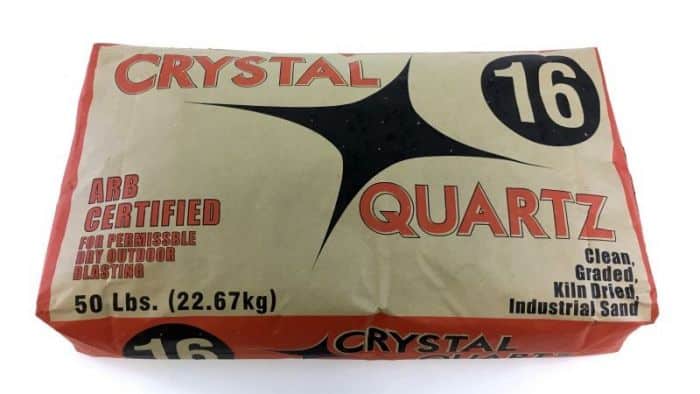 CRYSTAL
16
QUARTZ
ARB
CERTIFIED
FOR PERMISSBLE
DRY OUTDOOR
BLASTING
50 Lbs. (22.67kg)
Clean,
Graded,
Kiln Dried,
Industrial Sand
16
CRYSTAL
QUARTZ